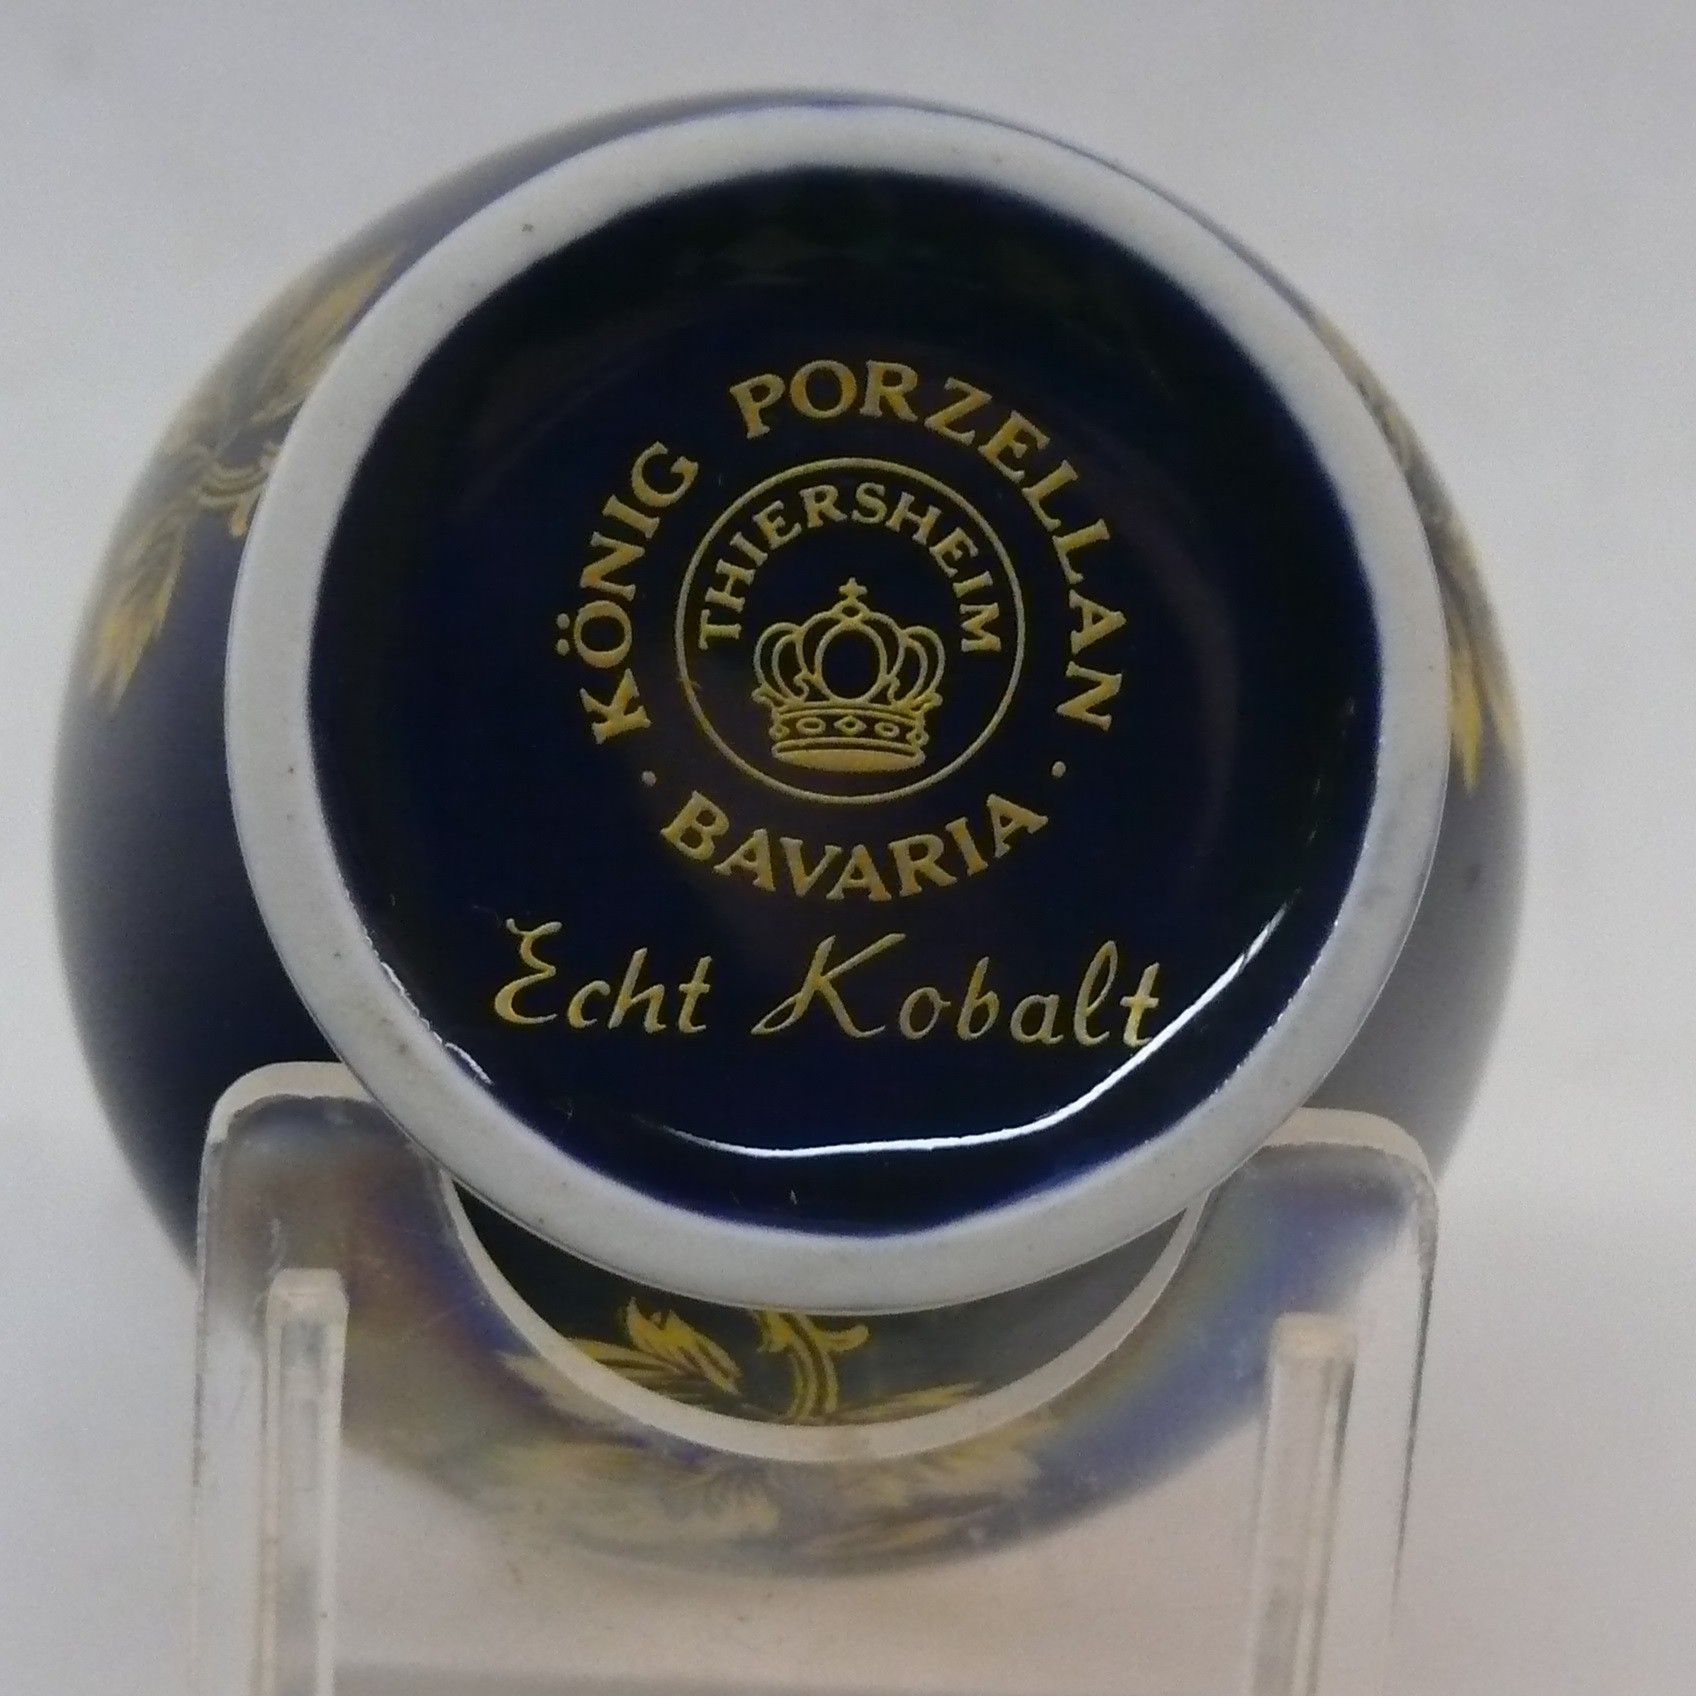 KÖNIG PORZELLAN
THIERSHEIM
· BAVARIA ·
Echt Kobalt